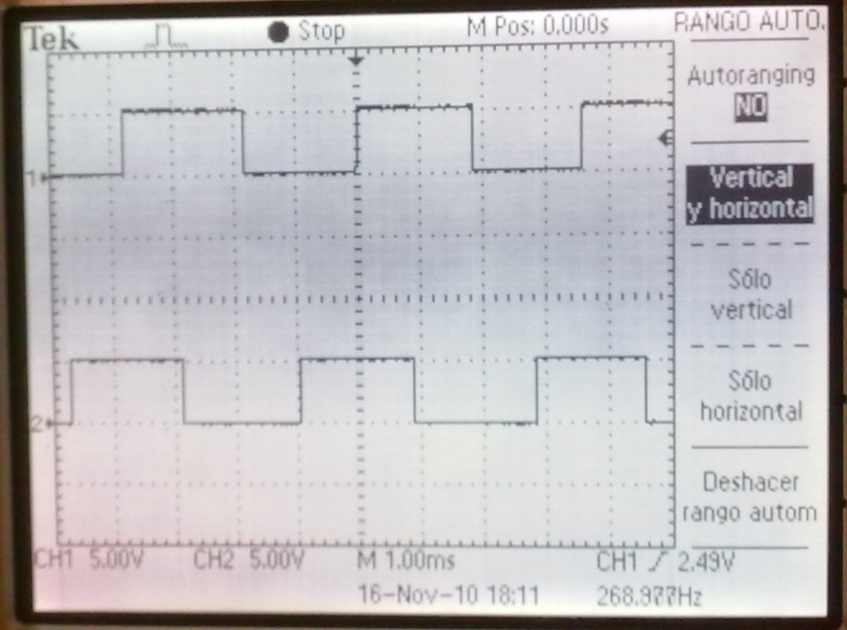 Tek Stop M Pos: 0.000s RANGO AUTO.
Autoranging
NO
Vertical
y horizontal
Sólo
vertical
Sólo
horizontal
Deshacer
rango autom
1
2
CH1 5.00V CH2 5.00V M 1.00ms CH1 2.49V
16-Nov-10 18:11 268.977Hz